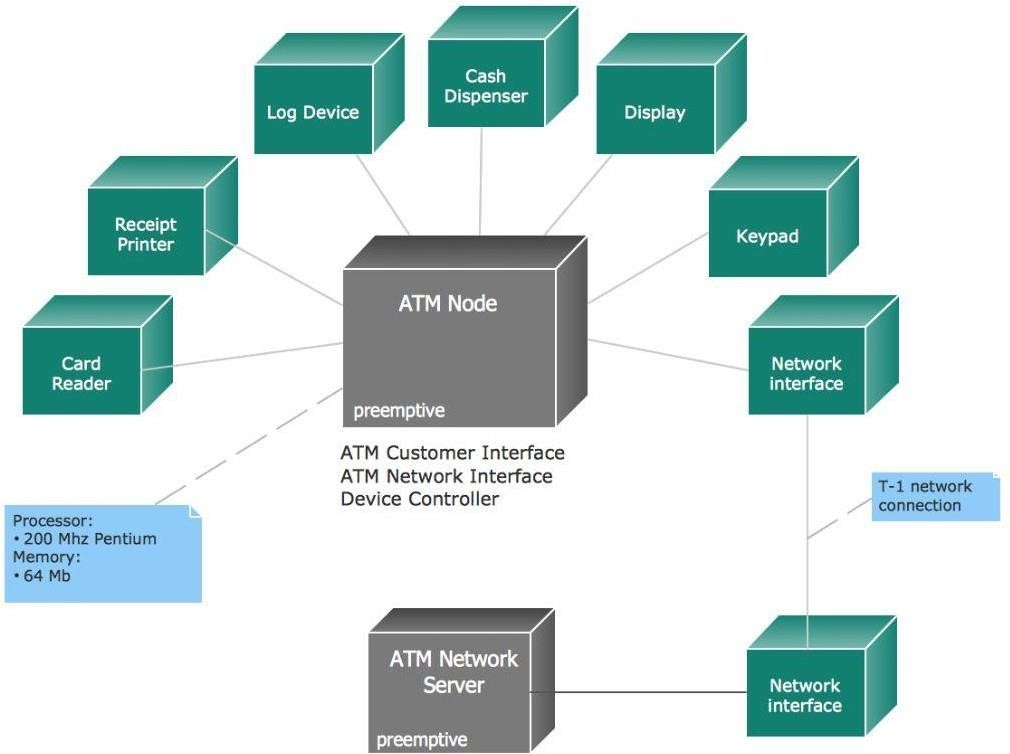 Cash
Dispenser
Log Device
Display
Receipt
Printer
Keypad
ATM Node
Card
Reader
Network
interface
preemptive
ATM Customer Interface
ATM Network Interface
Device Controller
T-1 network
connection
Processor:
• 200 Mhz Pentium
Memory:
• 64 Mb
ATM Network
Server
Network
interface
preemptive